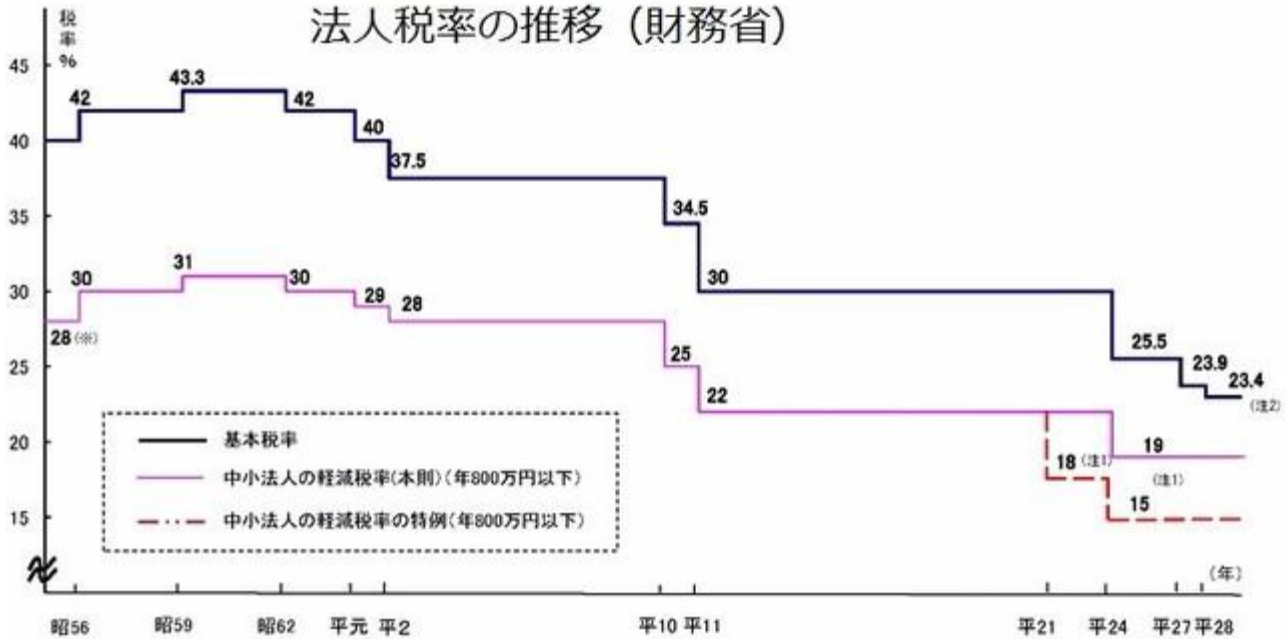 法人税率の推移（財務省）
税率%
45
40
35
30
25
20
15
42
43.3
42
40
37.5
34.5
30
25.5
23.9
23.4
(注2)
28(※)
30
31
30
29
28
25
22
18(注1)
19
(注1)
15
基本税率
中小法人の軽減税率(本則)(年800万円以下)
中小法人の軽減税率の特例(年800万円以下)
(年)
昭56 昭59 昭62 平元 平2 平10 平11 平21 平24 平27 平28